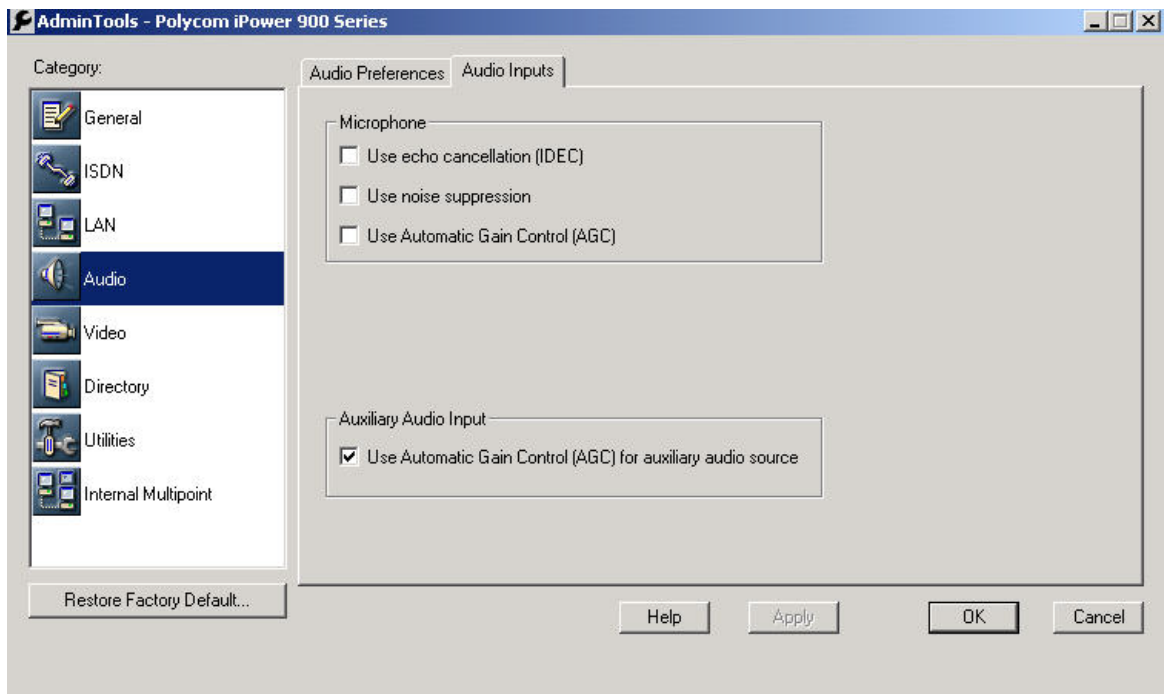 AdminTools - Polycom iPower 900 Series
Category:
General
ISDN
LAN
Audio
Video
Directory
Utilities
Internal Multipoint
Restore Factory Default...
Audio Preferences
Audio Inputs
Microphone
Use echo cancellation (IDEC)
Use noise suppression
Use Automatic Gain Control (AGC)
Auxiliary Audio Input
Use Automatic Gain Control (AGC) for auxiliary audio source
Help
Apply
OK
Cancel